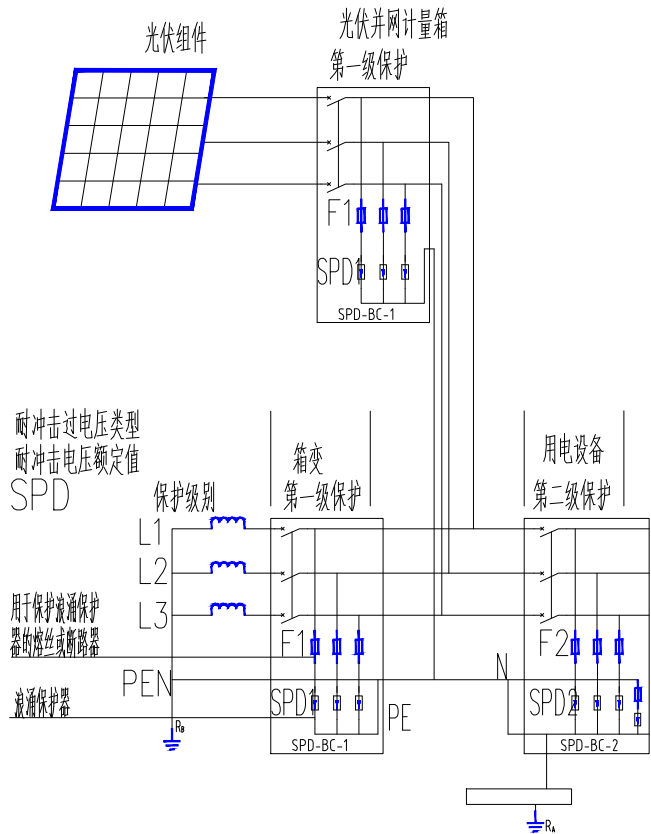 光伏组件
光伏并网计量箱
第一级保护
F1
SPD1
SPD-BC-1
耐冲击过电压类型
耐冲击电压额定值
SPD
保护级别
箱变
第一级保护
用电设备
第二级保护
L1
L2
L3
用于保护浪涌保护
器的熔丝或断路器
F1
F2
N
PEN
浪涌保护器
SPD1
PE
SPD2
RB
SPD-BC-1
SPD-BC-2
RA